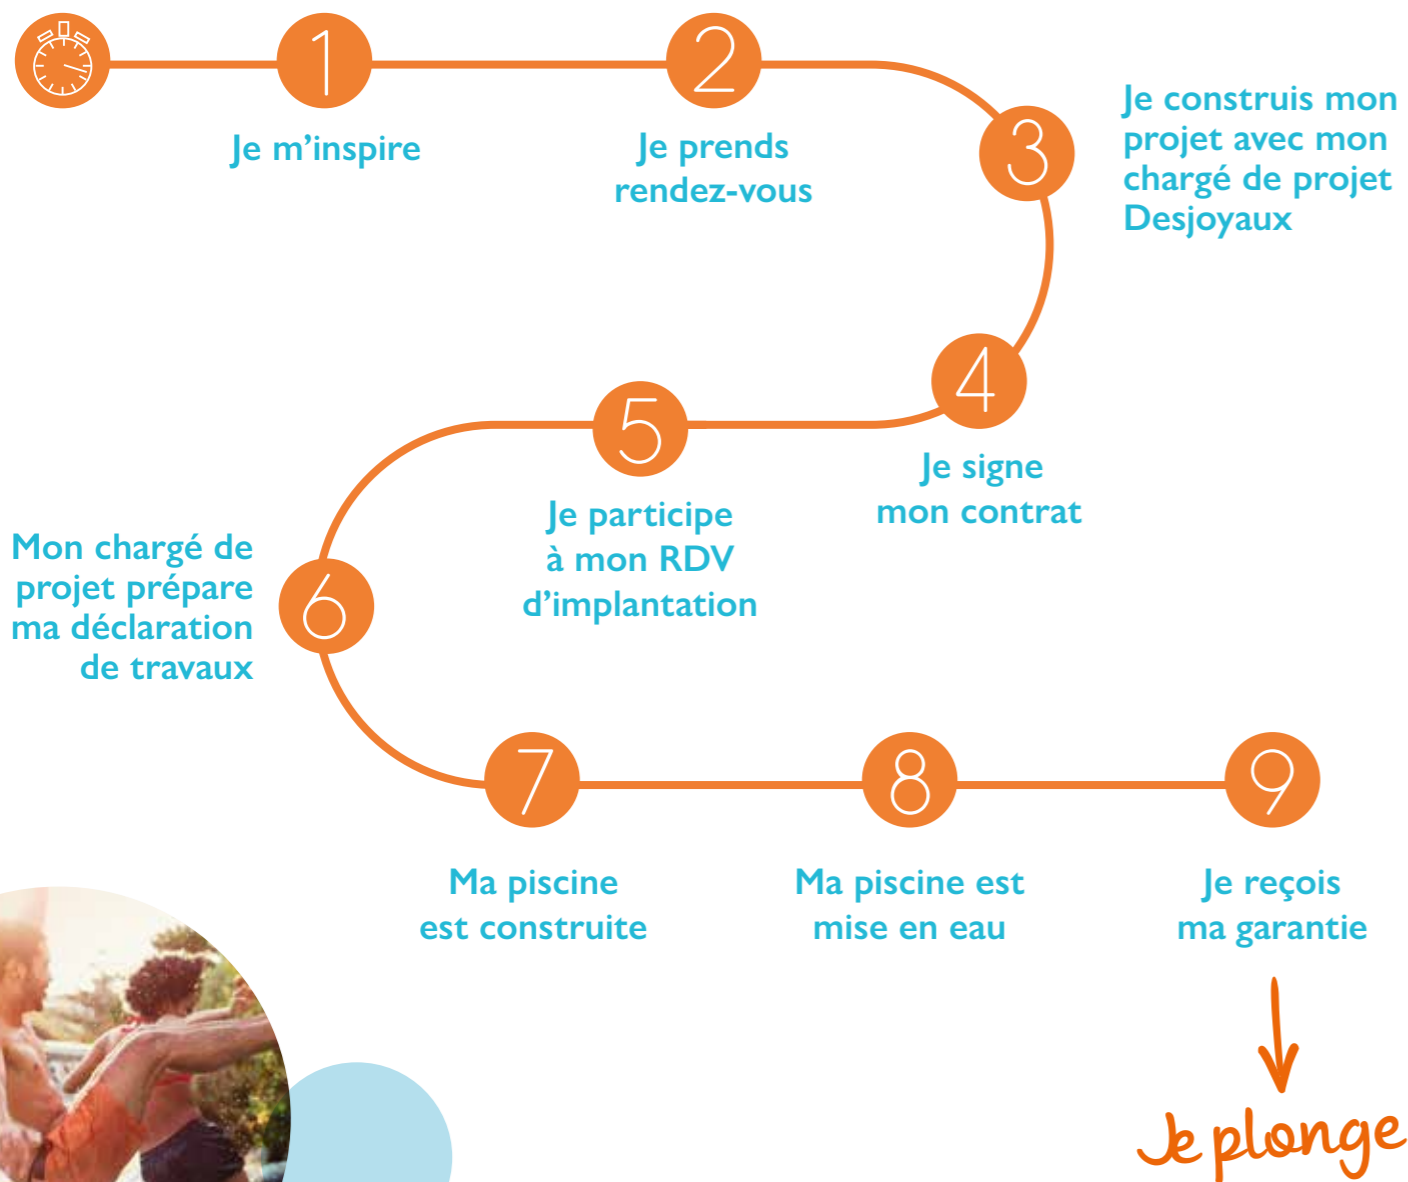 1
Je m’inspire
2
Je prends
rendez-vous
3
Je construis mon
projet avec mon
chargé de projet
Desjoyaux
4
Je signe
mon contrat
5
Je participe
à mon RDV
d’implantation
6
Mon chargé de
projet prépare
ma déclaration
de travaux
7
Ma piscine
est construite
8
Ma piscine est
mise en eau
9
Je reçois
ma garantie
Je plonge